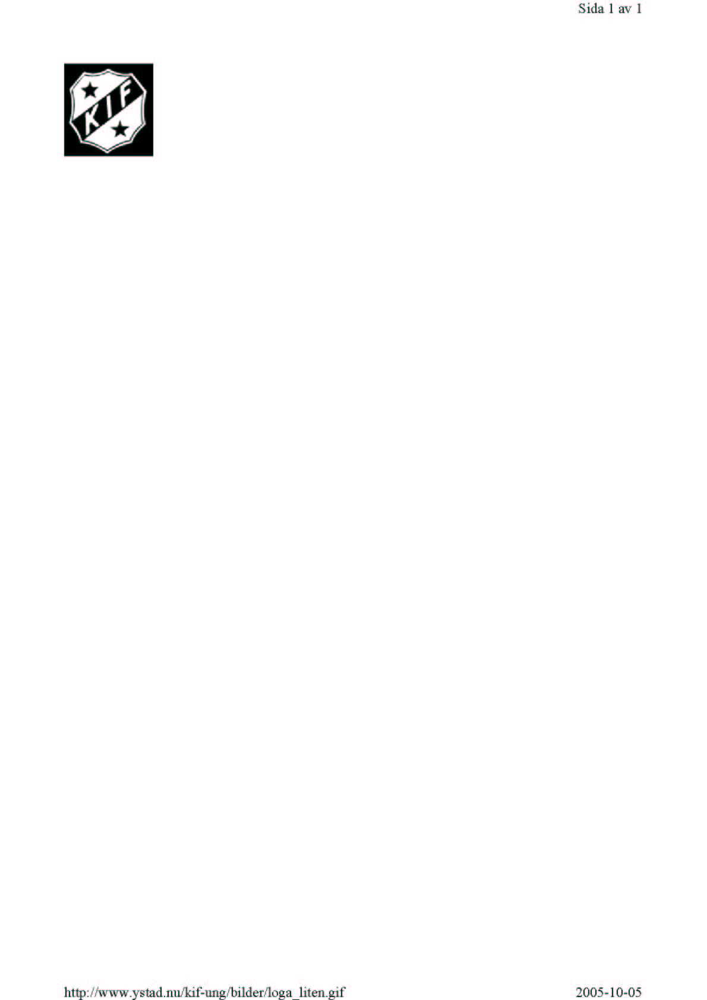 Sida 1 av 1
KIF
http://www.ystad.nu/kif-ung/bilder/loga_liten.gif
2005-10-05